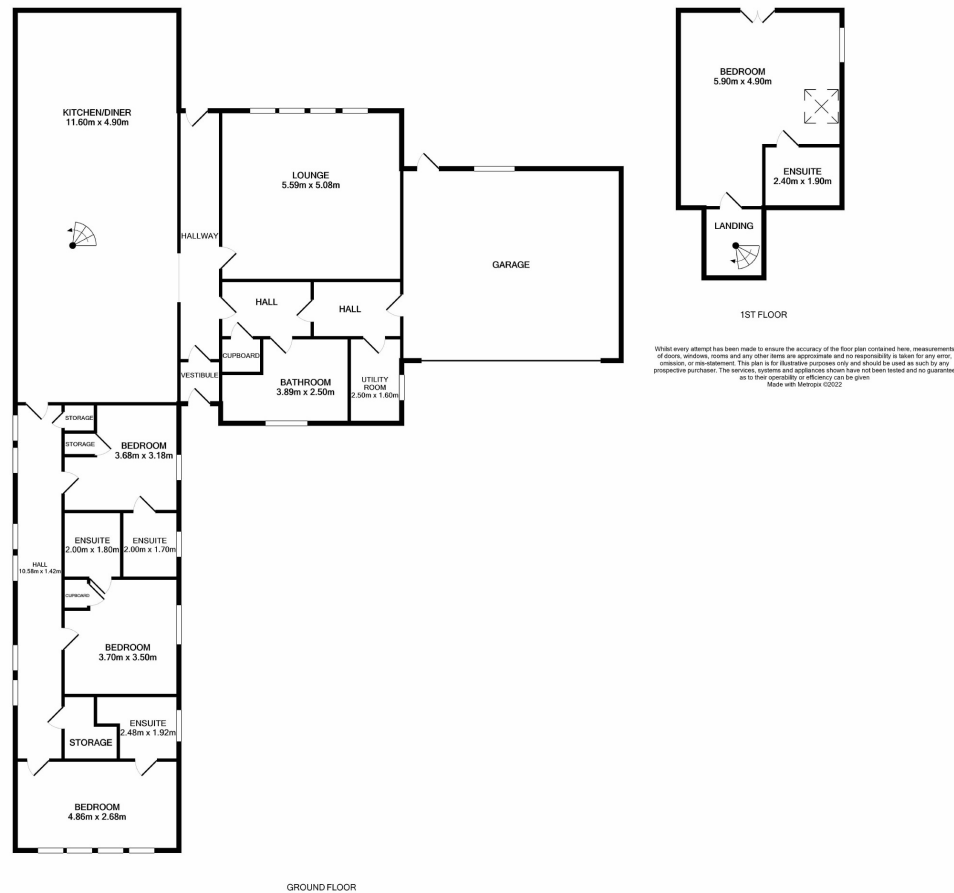 KITCHEN/DINER
11.60m x 4.90m
HALLWAY
LOUNGE
5.59m x 5.08m
GARAGE
HALL
HALL
CUPBOARD
VESTIBULE
BATHROOM
3.89m x 2.50m
UTILITY
ROOM
2.50m x 1.60m
STORAGE
STORAGE
BEDROOM
3.68m x 3.18m
ENSUITE
2.00m x 1.80m
ENSUITE
2.00m x 1.70m
HALL
10.58m x 1.42m
CUPBOARD
BEDROOM
3.70m x 3.50m
ENSUITE
2.48m x 1.92m
STORAGE
BEDROOM
4.86m x 2.68m
GROUND FLOOR
BEDROOM
5.90m x 4.90m
ENSUITE
2.40m x 1.90m
LANDING
1ST FLOOR
Whilst every attempt has been made to ensure the accuracy of the floor plan contained here, measurements
of doors, windows, rooms and any other items are approximate and no responsibility is taken for any error,
omission, or mis-statement. This plan is for illustrative purposes only and should be used as such by any
prospective purchaser. The services, systems and appliances shown have not been tested and no guarantee
as to their operability or efficiency can be given
Made with Metropix ©2022